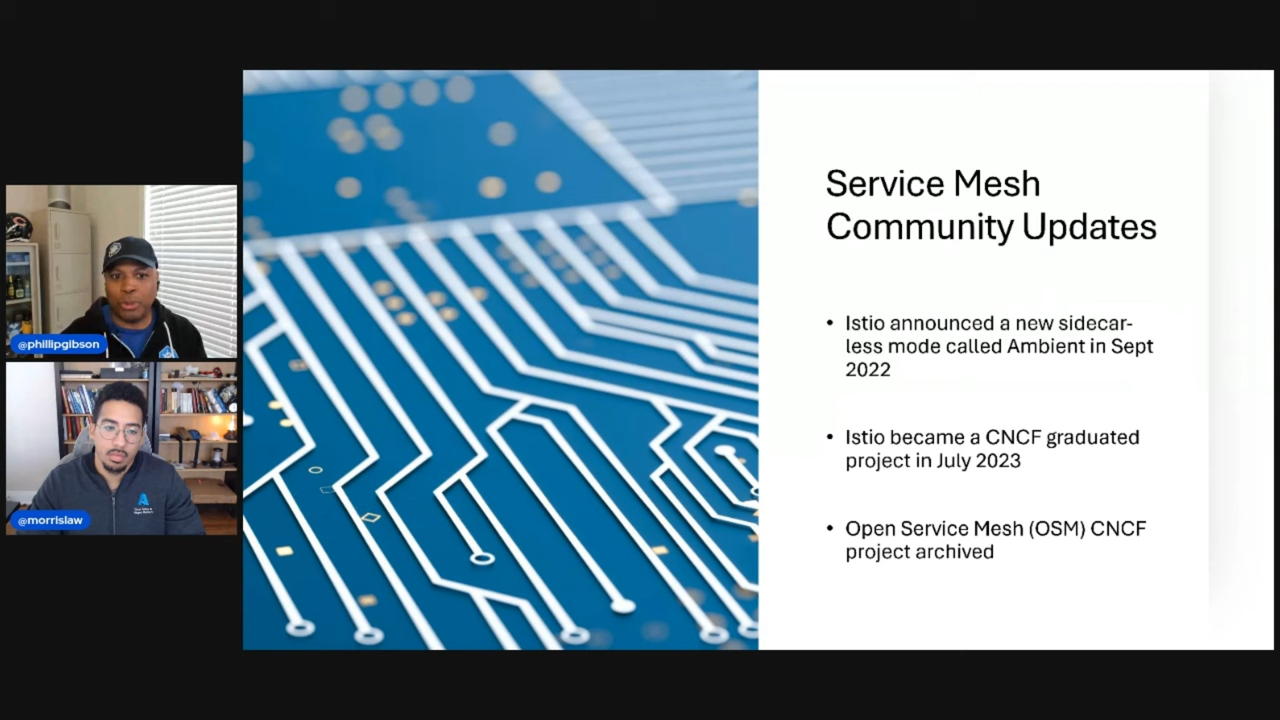 Service Mesh
Community Updates
• Istio announced a new sidecar-
less mode called Ambient in Sept
2022
• Istio became a CNCF graduated
project in July 2023
• Open Service Mesh (OSM) CNCF
project archived
@phillipgibson
@morrislaw